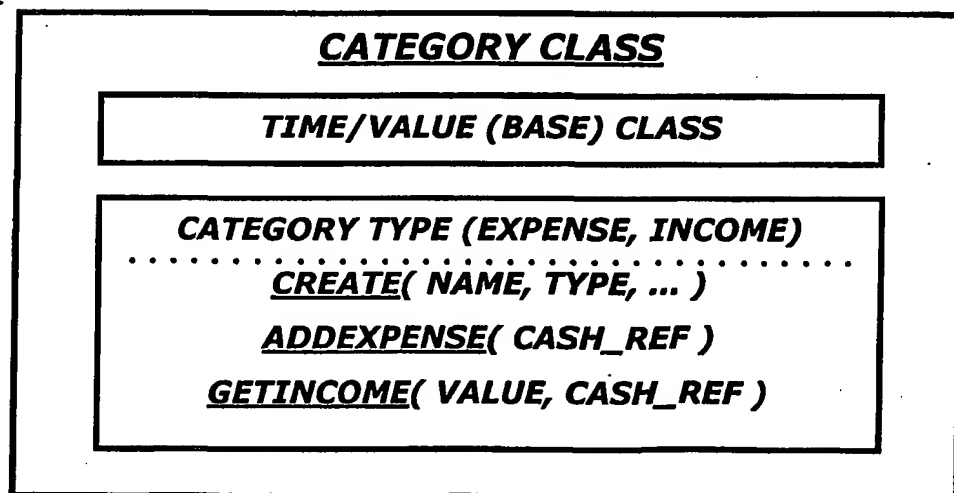 CATEGORY CLASS
TIME/VALUE (BASE) CLASS
CATEGORY TYPE (EXPENSE, INCOME)
CREATE( NAME, TYPE, ... )
ADDEXPENSE( CASH_REF )
GETINCOME( VALUE, CASH_REF )